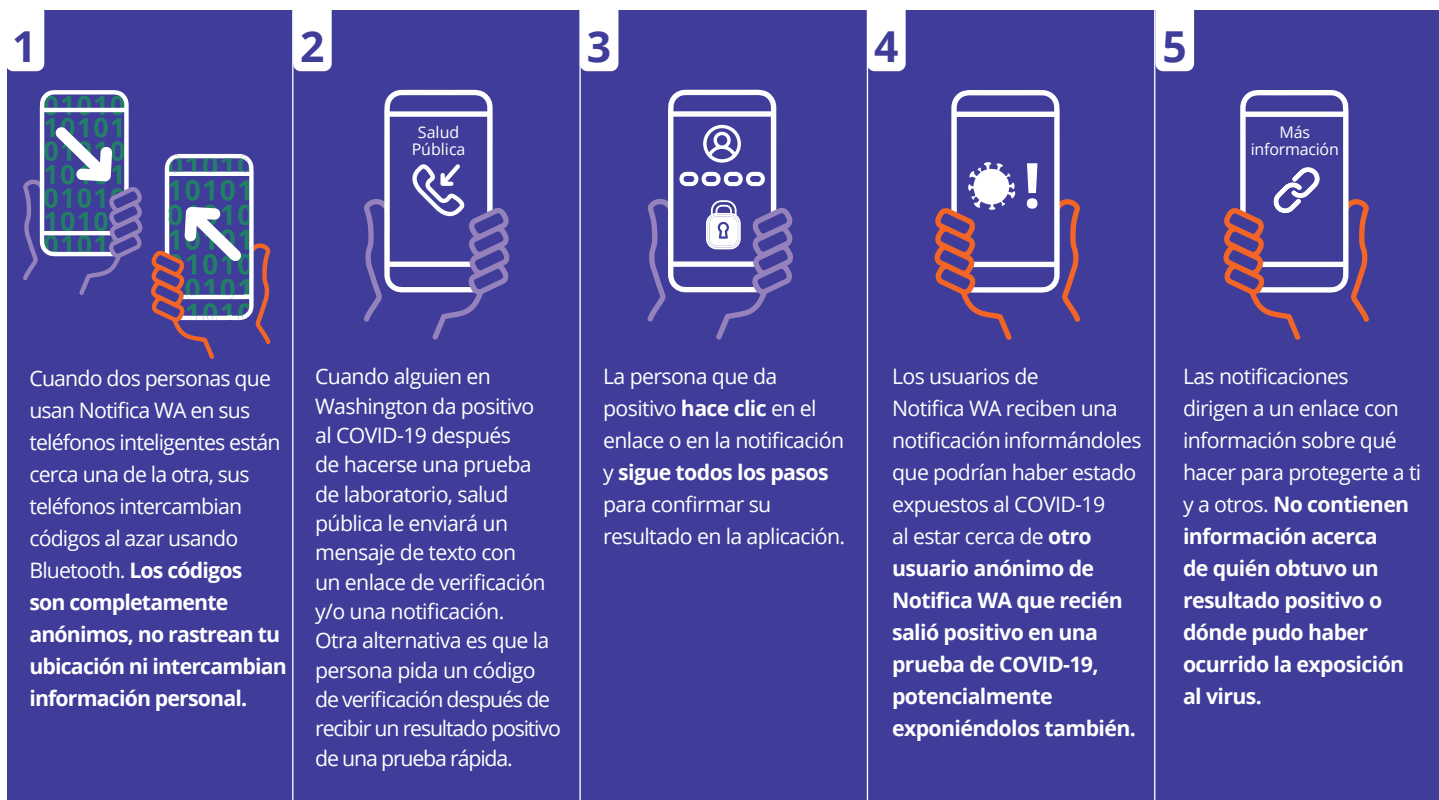 1
Cuando dos personas que
usan Notifica WA en sus
teléfonos inteligentes están
cerca una de la otra, sus
teléfonos intercambian
códigos al azar usando
Bluetooth. Los códigos
son completamente
anónimos, no rastrean tu
ubicación ni intercambian
información personal.
2
Salud
Pública
Cuando alguien en
Washington da positivo
al COVID-19 después
de hacerse una prueba
de laboratorio, salud
pública le enviará un
mensaje de texto con
un enlace de verificación
y/o una notificación.
Otra alternativa es que la
persona pida un código
de verificación después de
recibir un resultado positivo
de una prueba rápida.
3
La persona que da
positivo hace clic en el
enlace o en la notificación
y sigue todos los pasos
para confirmar su
resultado en la aplicación.
4
!
Los usuarios de
Notifica WA reciben una
notificación informándoles
que podrían haber estado
expuestos al COVID-19
al estar cerca de otro
usuario anónimo de
Notifica WA que recién
salió positivo en una
prueba de COVID-19,
potencialmente
exponiéndolos también.
5
Más
información
Las notificaciones
dirigen a un enlace con
información sobre qué
hacer para protegerte a ti
y a otros. No contienen
información acerca
de quién obtuvo un
resultado positivo o
dónde pudo haber
ocurrido la exposición
al virus.